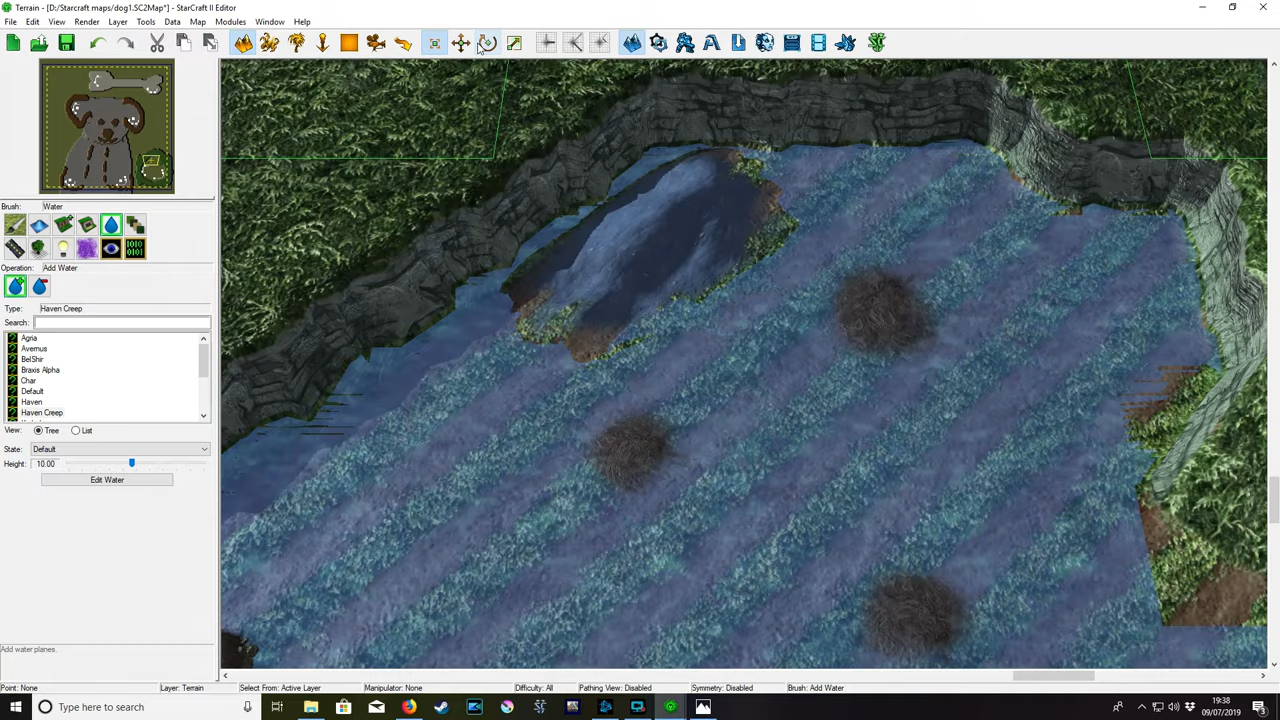 Terrain - [D:/Starcraft maps/dog1.SC2Map*] - StarCraft II Editor
File Edit View Render Layer Tools Data Map Modules Window Help
Brush: Water
Operation: Add Water
Type: Haven Creep
Search:
Agria
Avernus
BelShir
Braxis Alpha
Char
Default
Haven
Haven Creep
View: Tree List
State: Default
Height: 10.00
Edit Water
Add water planes.
Point: None Layer: Terrain Select From: Active Layer Manipulator: None Difficulty: All Pathing View: Disabled Symmetry: Disabled Brush: Add Water
Type here to search
19:38
09/07/2019